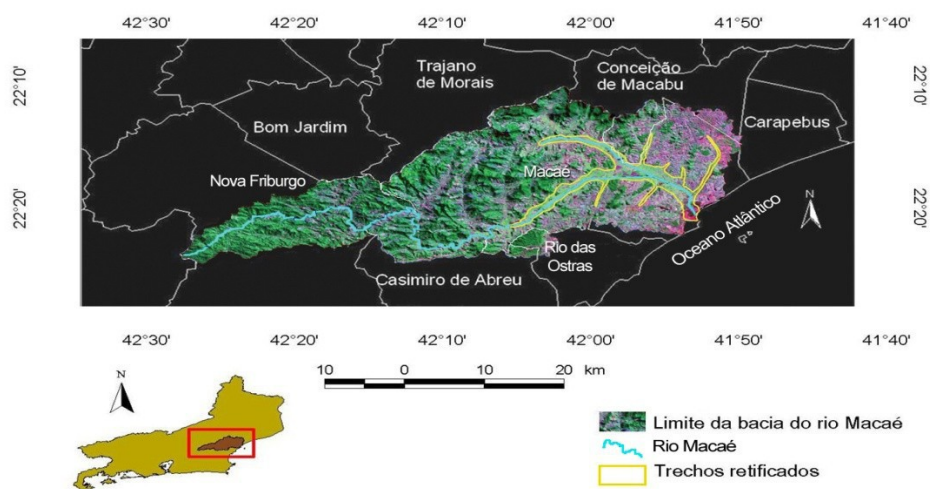 42°30' 42°20' 42°10' 42°00' 41°50' 41°40'
22°10'
22°10'
Trajano
de Morais
Conceição
de Macabu
Bom Jardim
Carapebus
Nova Friburgo
Macaé
22°20'
22°20'
N
Oceano Atlântico
Rio das
Ostras
Casimiro de Abreu
42°30' 42°20' 42°10' 42°00' 41°50' 41°40'
N
10 0 10 20 km
Limite da bacia do rio Macaé
Rio Macaé
Trechos retificados